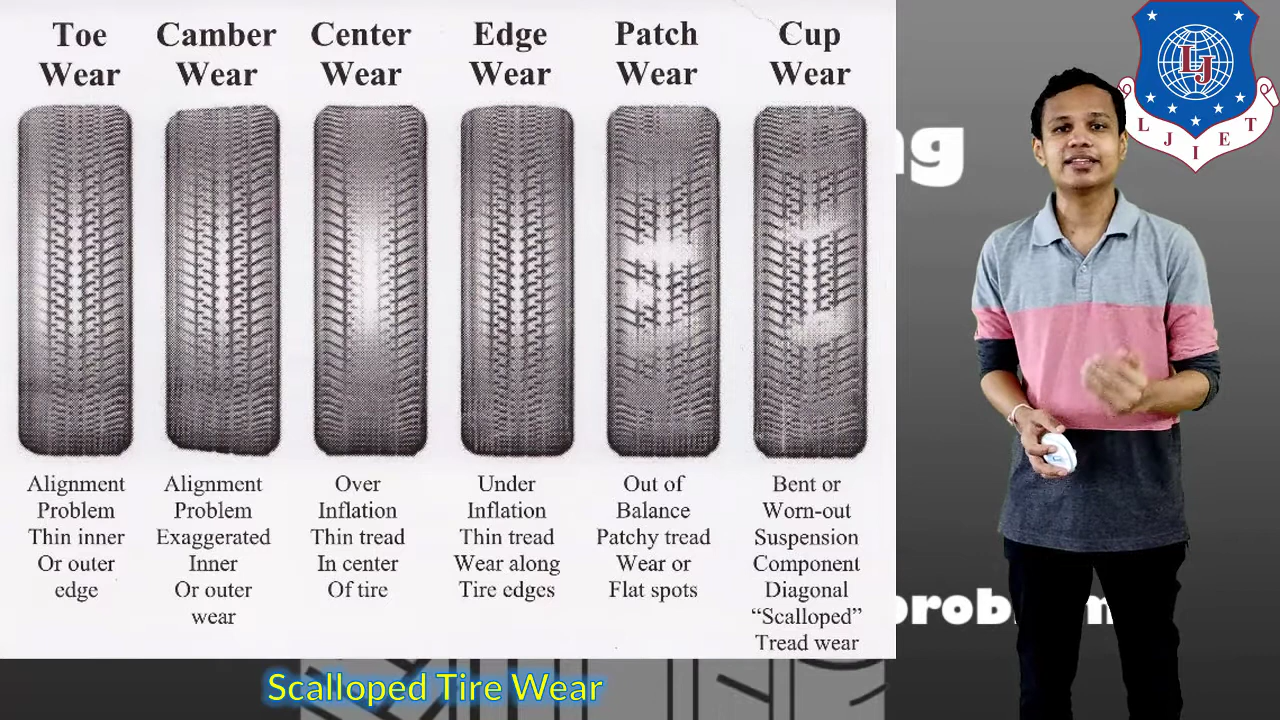 Toe
Wear
Camber
Wear
Center
Wear
Edge
Wear
Patch
Wear
Cup
Wear
Alignment
Problem
Thin inner
Or outer
edge
Alignment
Problem
Exaggerated
Inner
Or outer
wear
Over
Inflation
Thin tread
In center
Of tire
Under
Inflation
Thin tread
Wear along
Tire edges
Out of
Balance
Patchy tread
Wear or
Flat spots
Bent or
Worn-out
Suspension
Component
Diagonal
“Scalloped”
Tread wear
Scalloped Tire Wear
LJ
LJIET